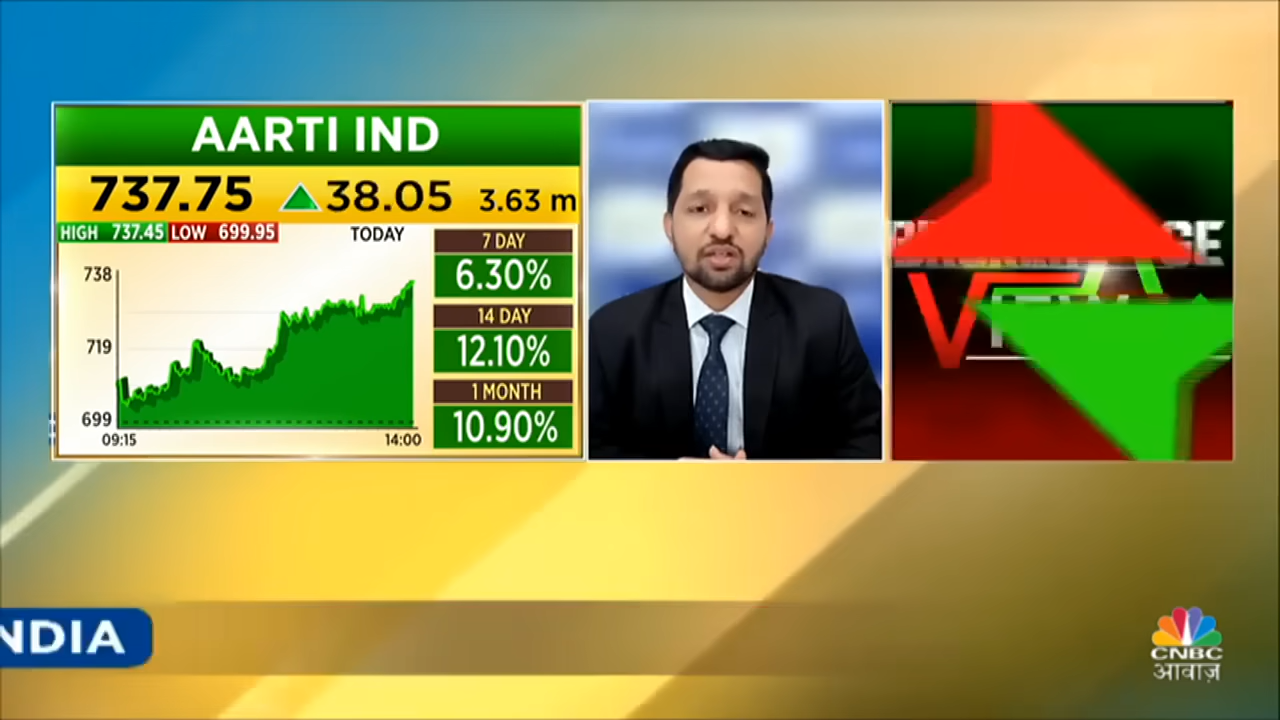 AARTI IND
737.75 ▲38.05 3.63 m
HIGH 737.45 LOW 699.95 TODAY
738
719
699
09:15 14:00
7 DAY
6.30%
14 DAY
12.10%
1 MONTH
10.90%
NDIA
CNBC
आवाज़